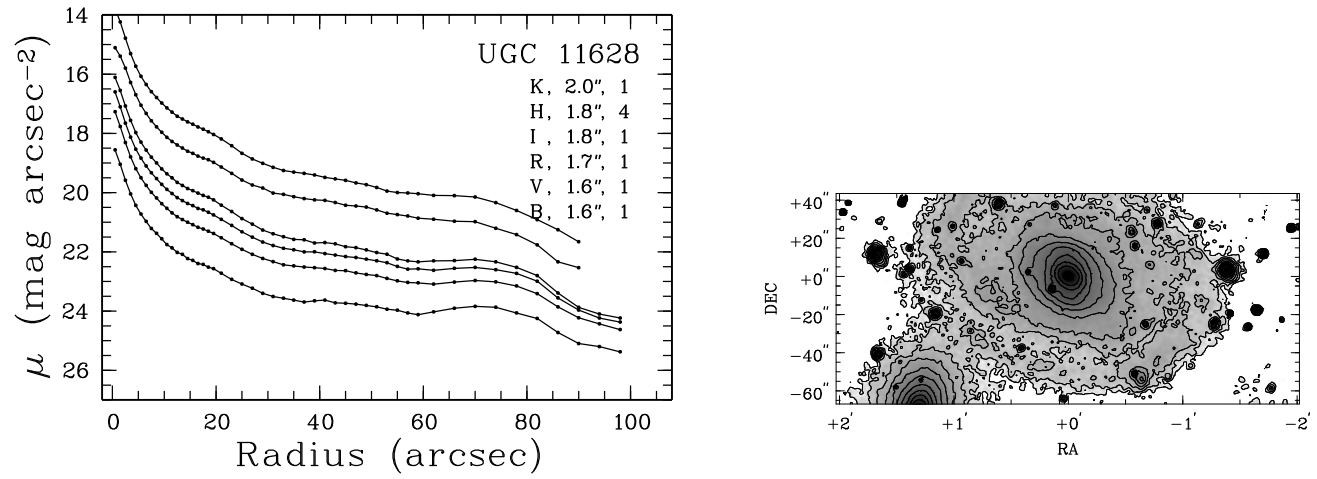 14
16
18
20
22
24
26
μ (mag arcsec−2)
UGC 11628
K, 2.0", 1
H, 1.8", 4
I, 1.8", 1
R, 1.7", 1
V, 1.6", 1
B, 1.6", 1
0 20 40 60 80 100
Radius (arcsec)
+40"
+20"
+0"
−20"
−40"
−60"
DEC
+2' +1' +0' −1' −2'
RA